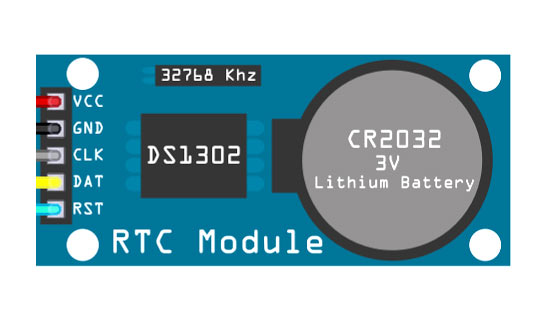 32768 Khz
VCC
GND
CLK
DAT
RST
DS1302
CR2032
3V
Lithium Battery
RTC Module